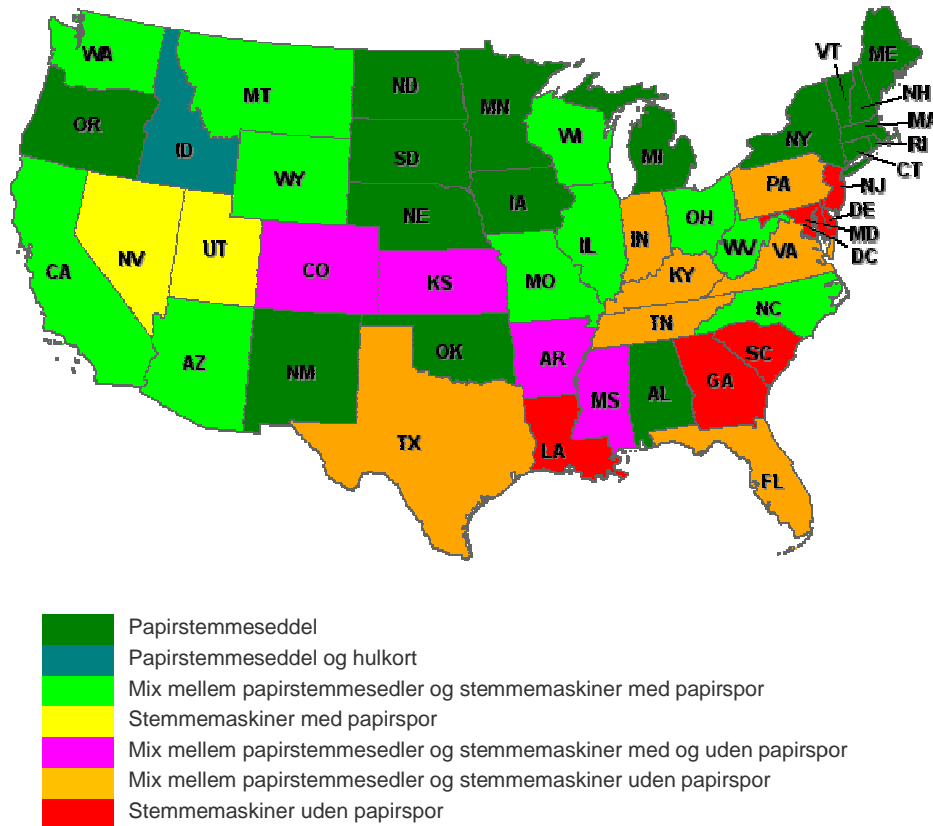 WA
MT
ND
MN
VT
ME
NH
MA
RI
CT
OR
ID
WY
SD
WI
MI
NY
NE
IA
PA
NJ
DE
MD
DC
NV
UT
CA
CO
KS
MO
IL
IN
OH
WV
VA
KY
AZ
NM
OK
AR
TN
NC
SC
TX
LA
MS
AL
GA
FL
Papirstemmeseddel
Papirstemmeseddel og hulkort
Mix mellem papirstemmesedler og stemmemaskiner med papirspor
Stemmemaskiner med papirspor
Mix mellem papirstemmesedler og stemmemaskiner med og uden papirspor
Mix mellem papirstemmesedler og stemmemaskiner uden papirspor
Stemmemaskiner uden papirspor